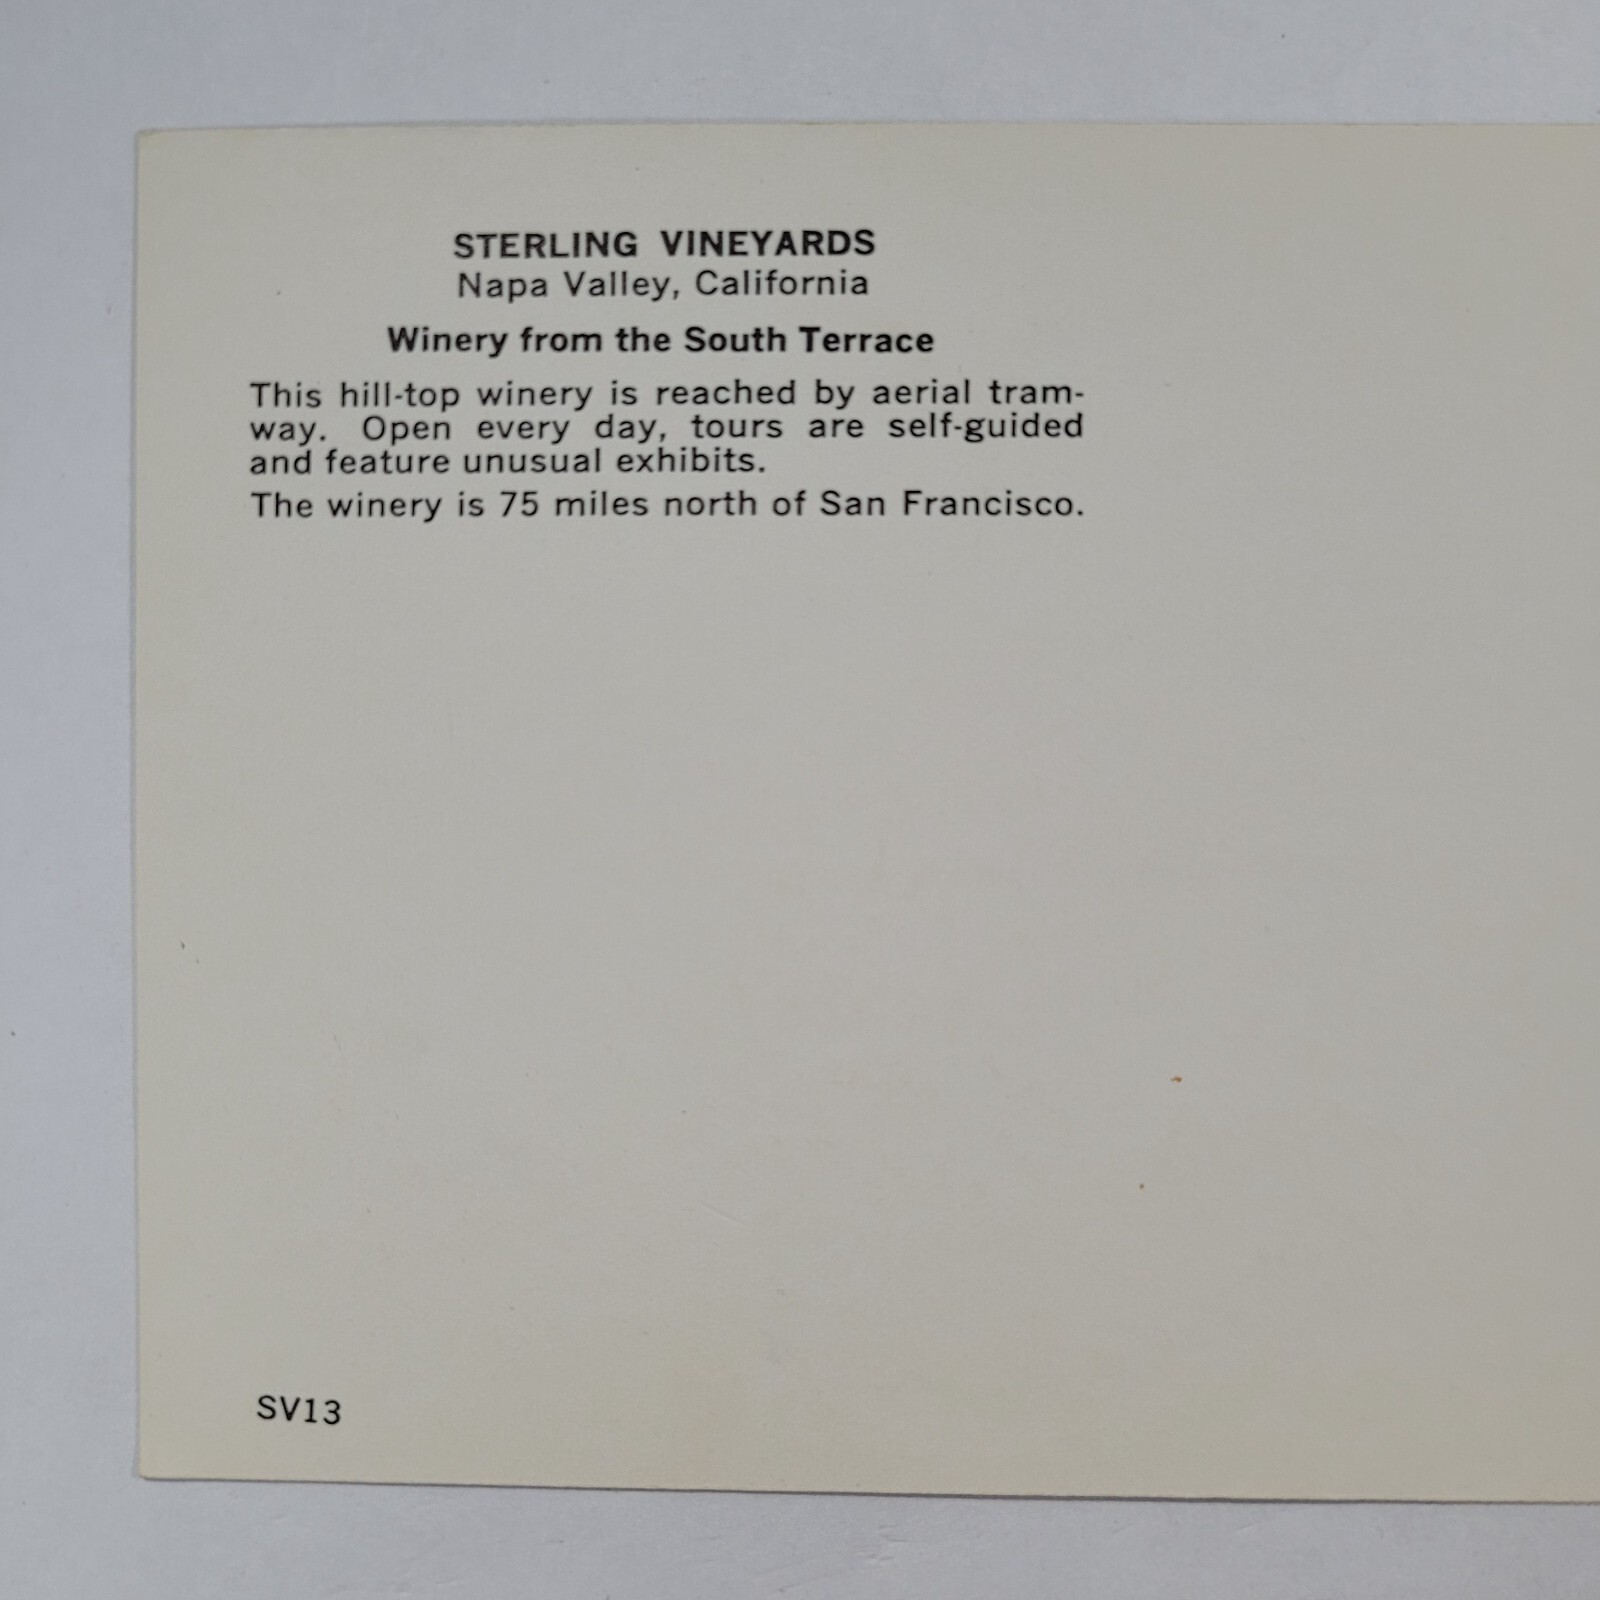 STERLING VINEYARDS
Napa Valley, California
Winery from the South Terrace
This hill-top winery is reached by aerial tram-
way. Open every day, tours are self-guided
and feature unusual exhibits.
The winery is 75 miles north of San Francisco.
SV13